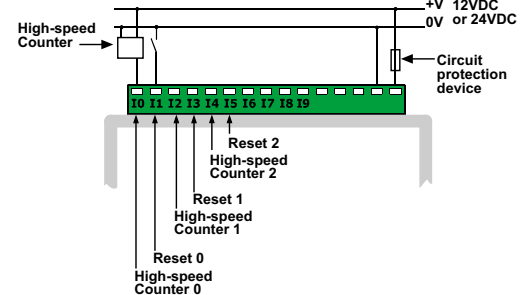 +V 12VDC
0V or 24VDC
High-speed
Counter
Circuit
protection
device
I0 I1 I2 I3 I4 I5 I6 I7 I8 I9
Reset 2
High-speed
Counter 2
Reset 1
High-speed
Counter 1
Reset 0
High-speed
Counter 0